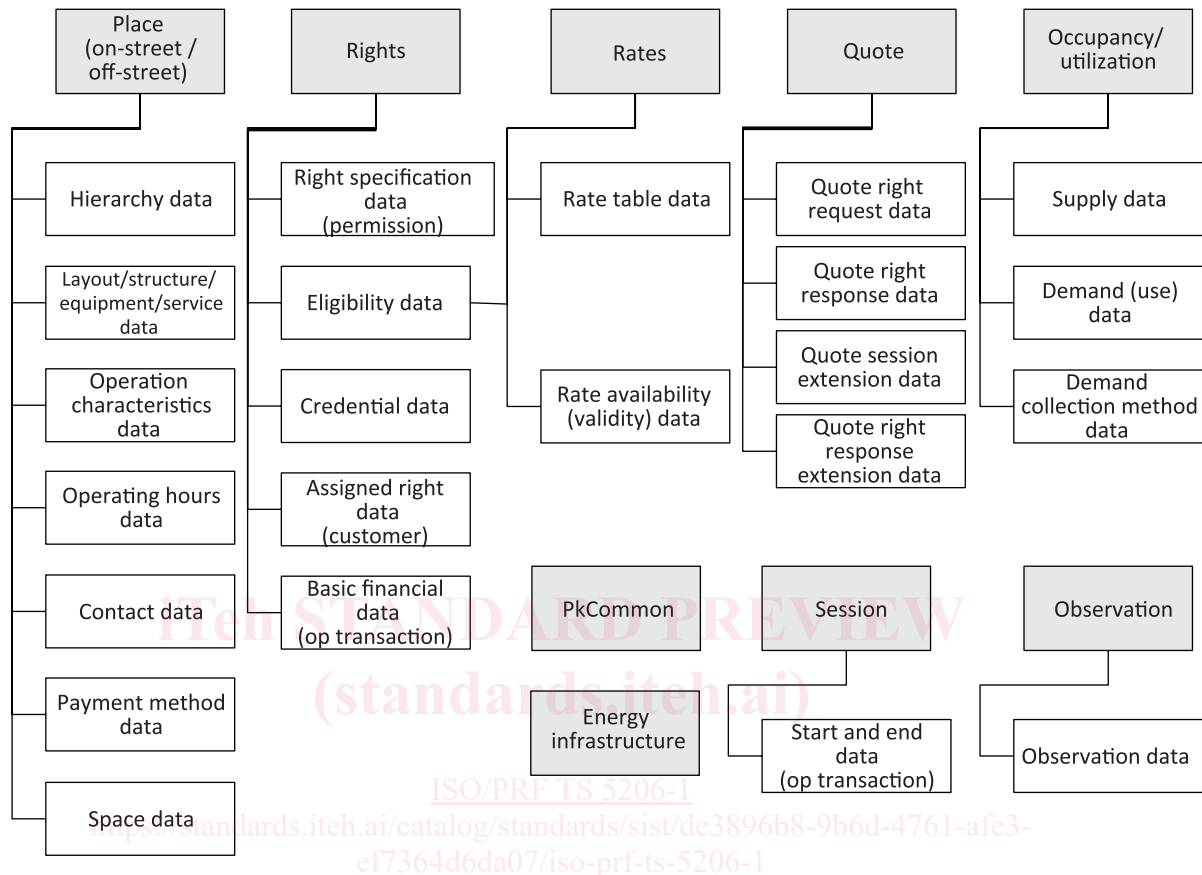 Place
(on-street /
off-street)
Rights
Rates
Quote
Occupancy/
utilization
Hierarchy data
Layout/structure/
equipment/service
data
Operation
characteristics
data
Operating hours
data
Contact data
Payment method
data
Space data
Right specification
data
(permission)
Eligibility data
Credential data
Assigned right
data
(customer)
Basic financial
data
(op transaction)
Rate table data
Rate availability
(validity) data
Quote right
request data
Quote right
response data
Quote session
extension data
Quote right
response
extension data
Supply data
Demand (use)
data
Demand
collection method
data
PkCommon
Session
Observation
Energy
infrastructure
Start and end
data
(op transaction)
Observation data
iTeh STANDARD PREVIEW
(standards.iteh.ai)
ISO/PRF TS 5206-1
https://standards.iteh.ai/catalog/standards/sist/de3896b8-9b6d-4761-afe3-
ef7364d6da07/iso-prf-ts-5206-1